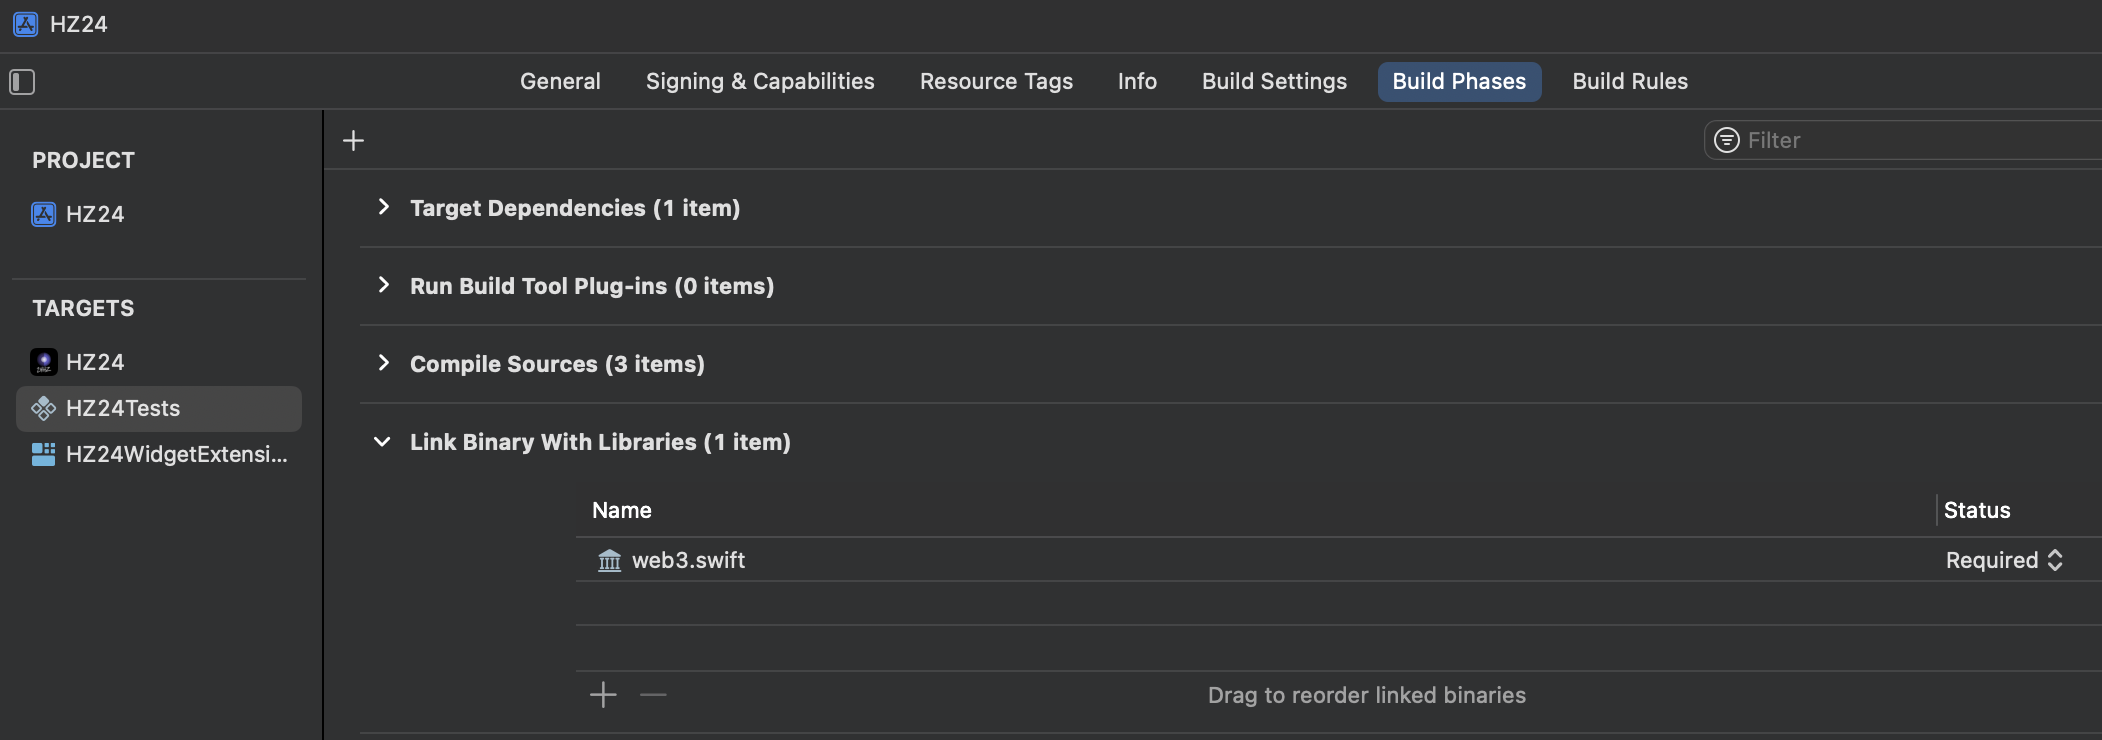 HZ24
General Signing & Capabilities Resource Tags Info Build Settings Build Phases Build Rules
Filter
PROJECT
HZ24
TARGETS
HZ24
HZ24Tests
HZ24WidgetExtensi...
Target Dependencies (1 item)
Run Build Tool Plug-ins (0 items)
Compile Sources (3 items)
Link Binary With Libraries (1 item)
Name Status
web3.swift Required
Drag to reorder linked binaries